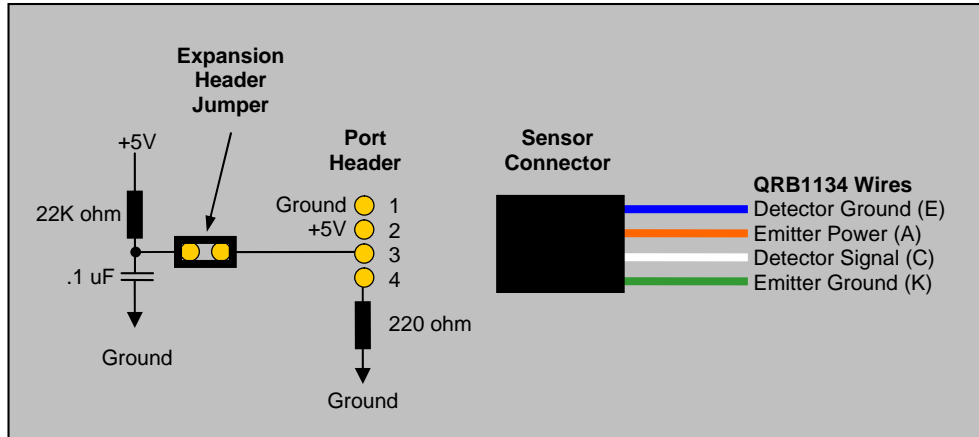 Expansion
Header
Jumper
+5V
22K ohm
.1 uF
Ground
Port
Header
Ground 1
+5V 2
3
4
220 ohm
Ground
Sensor
Connector
QRB1134 Wires
Detector Ground (E)
Emitter Power (A)
Detector Signal (C)
Emitter Ground (K)